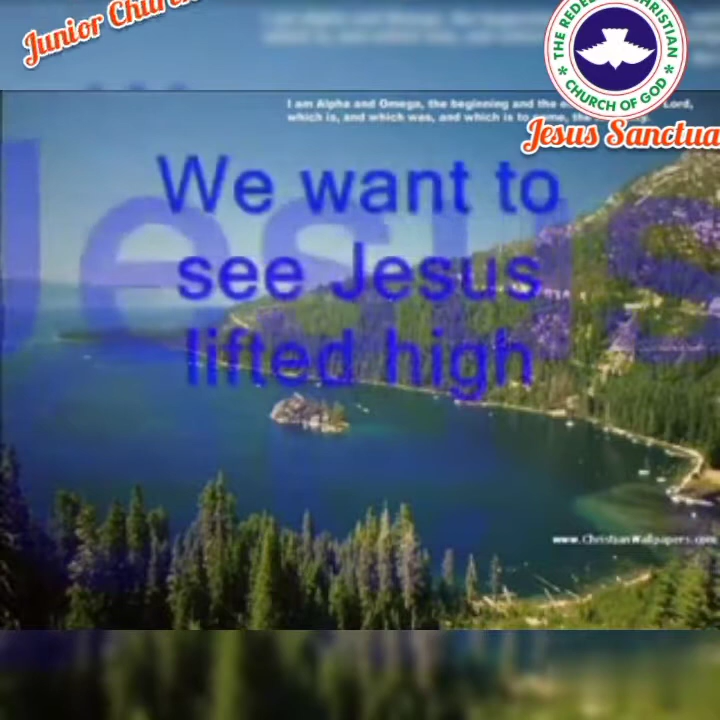 Junior Church
THE REDEEMED CHRISTIAN
CHURCH OF GOD
Jesus Sanctua
I am Alpha and Omega, the beginning and the Lord,
which is, and which was, and which is to the
Jesus
We want to
see Jesus
lifted high
www.ChristianWallpapers.com